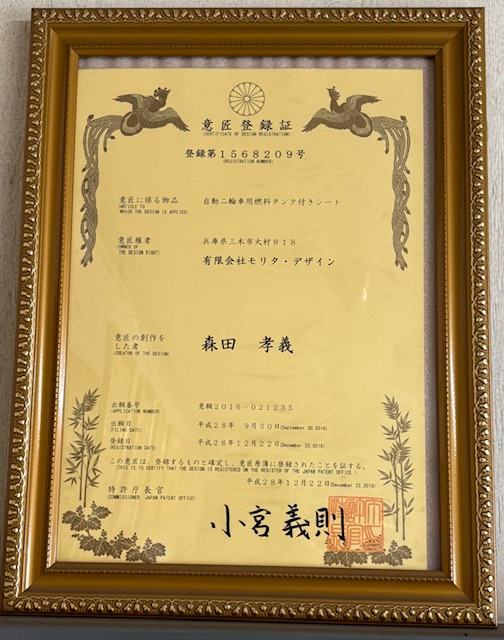 意匠登録証
(CERTIFICATE OF DESIGN REGISTRATION)
登録第1568209号
(REGISTRATION NUMBER)
意匠に係る物品
(ARTICLE TO
WHICH THE DESIGN IS APPLIED)
自動二輪車用燃料タンク付きシート
意匠権者
(OWNER OF
THE DESIGN RIGHT)
兵庫県三木市大村818
有限会社モリタ・デザイン
意匠の創作を
した者
(CREATOR OF THE DESIGN)
森田 孝義
出願番号
(APPLICATION NUMBER)
意願2016-021235
出願日
(FILING DATE)
平成28年 9月30日(September 30,2016)
登録日
(REGISTRATION DATE)
平成28年12月22日(December 22,2016)
この意匠は、登録するものと確定し、意匠原簿に登録されたことを証する。
(THIS IS TO CERTIFY THAT THE DESIGN IS REGISTERED ON THE REGISTER OF THE JAPAN PATENT OFFICE.)
平成28年12月22日(December 22,2016)
特許庁長官
(COMMISSIONER, JAPAN PATENT OFFICE)
小宮義則